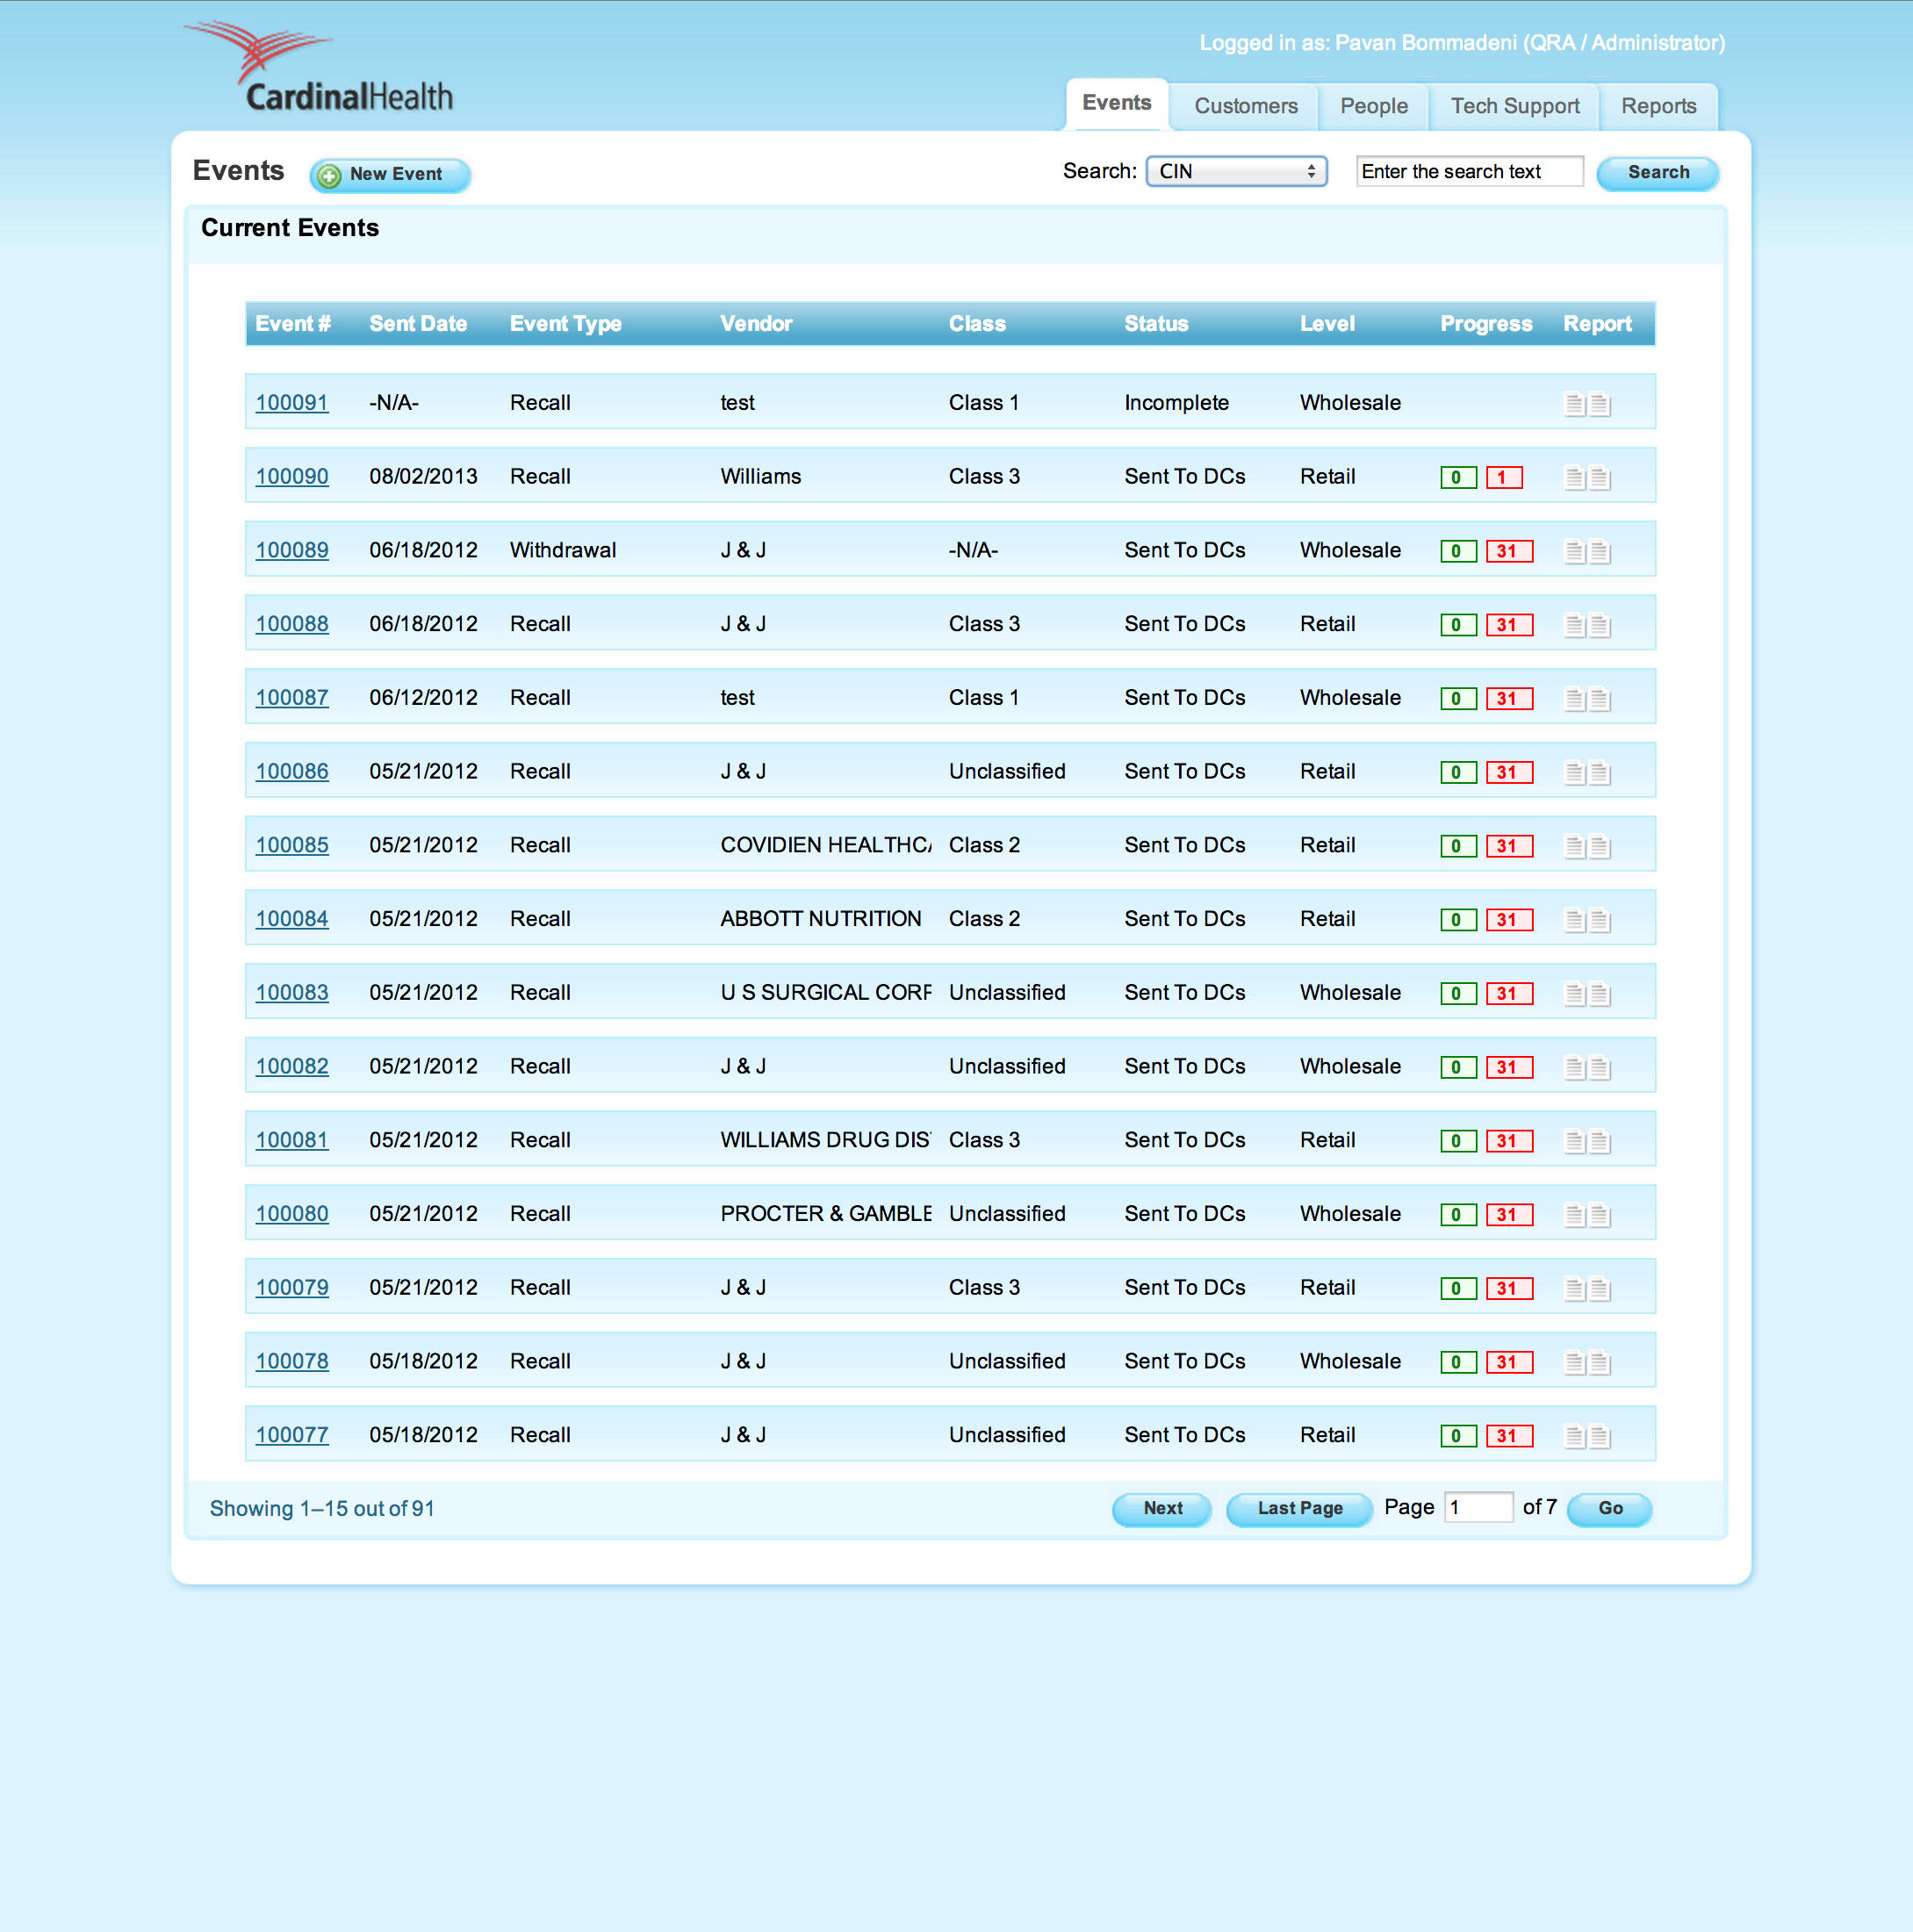 CardinalHealth
Logged in as: Pavan Bommadeni (QRA / Administrator)
Events Customers People Tech Support Reports
Events New Event Search: CIN Enter the search text Search
Current Events
Event # Sent Date Event Type Vendor Class Status Level Progress Report
100091 -N/A- Recall test Class 1 Incomplete Wholesale
100090 08/02/2013 Recall Williams Class 3 Sent To DCs Retail 0 1
100089 06/18/2012 Withdrawal J & J -N/A- Sent To DCs Wholesale 0 31
100088 06/18/2012 Recall J & J Class 3 Sent To DCs Retail 0 31
100087 06/12/2012 Recall test Class 1 Sent To DCs Wholesale 0 31
100086 05/21/2012 Recall J & J Unclassified Sent To DCs Retail 0 31
100085 05/21/2012 Recall COVIDIEN HEALTHCA Class 2 Sent To DCs Retail 0 31
100084 05/21/2012 Recall ABBOTT NUTRITION Class 2 Sent To DCs Retail 0 31
100083 05/21/2012 Recall U S SURGICAL CORP Unclassified Sent To DCs Wholesale 0 31
100082 05/21/2012 Recall J & J Unclassified Sent To DCs Wholesale 0 31
100081 05/21/2012 Recall WILLIAMS DRUG DIS Class 3 Sent To DCs Retail 0 31
100080 05/21/2012 Recall PROCTER & GAMBLE Unclassified Sent To DCs Wholesale 0 31
100079 05/21/2012 Recall J & J Class 3 Sent To DCs Retail 0 31
100078 05/18/2012 Recall J & J Unclassified Sent To DCs Wholesale 0 31
100077 05/18/2012 Recall J & J Unclassified Sent To DCs Retail 0 31
Showing 1–15 out of 91 Next Last Page Page 1 of 7 Go